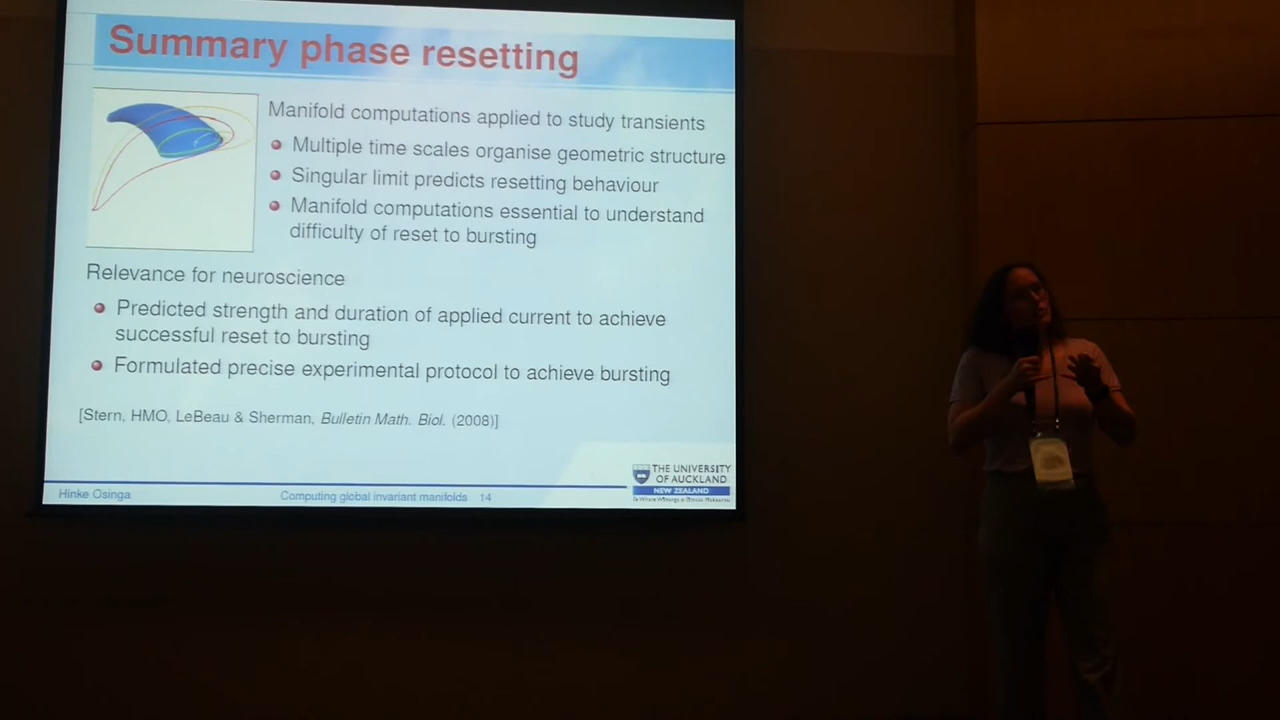 Summary phase resetting
Manifold computations applied to study transients
Multiple time scales organise geometric structure
Singular limit predicts resetting behaviour
Manifold computations essential to understand
difficulty of reset to bursting
Relevance for neuroscience
Predicted strength and duration of applied current to achieve
successful reset to bursting
Formulated precise experimental protocol to achieve bursting
[Stern, HMO, LeBeau & Sherman, Bulletin Math. Biol. (2008)]
THE UNIVERSITY
OF AUCKLAND
NEW ZEALAND
Hinke Osinga
Computing global invariant manifolds 14